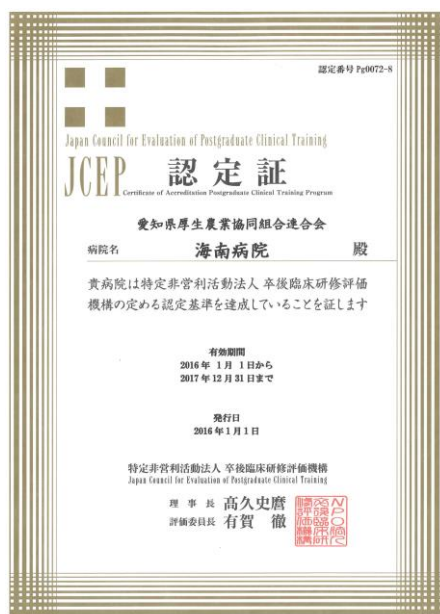 認定番号 Pg0072-8
Japan Council for Evaluation of Postgraduate Clinical Training
JCEP 認定証
Certificate of Accreditation Postgraduate Clinical Training Program
愛知県厚生農業協同組合連合会
病院名 海南病院 殿
貴病院は特定非営利活動法人 卒後臨床研修評価
機構の定める認定基準を達成していることを証します
有効期間
2016年 1月 1日から
2017年12月31日まで
発行日
2016年1月1日
特定非営利活動法人 卒後臨床研修評価機構
Japan Council for Evaluation of Postgraduate Clinical Training
理事長 髙久史麿
評価委員長 有賀 徹